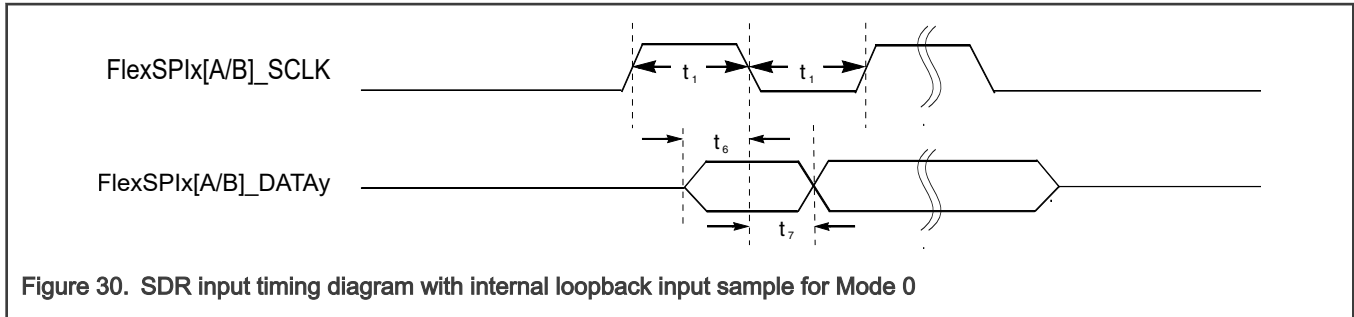 FlexSPIx[A/B]_SCLK
t₁
t₁
t₆
FlexSPIx[A/B]_DATAy
t₇
Figure 30. SDR input timing diagram with internal loopback input sample for Mode 0